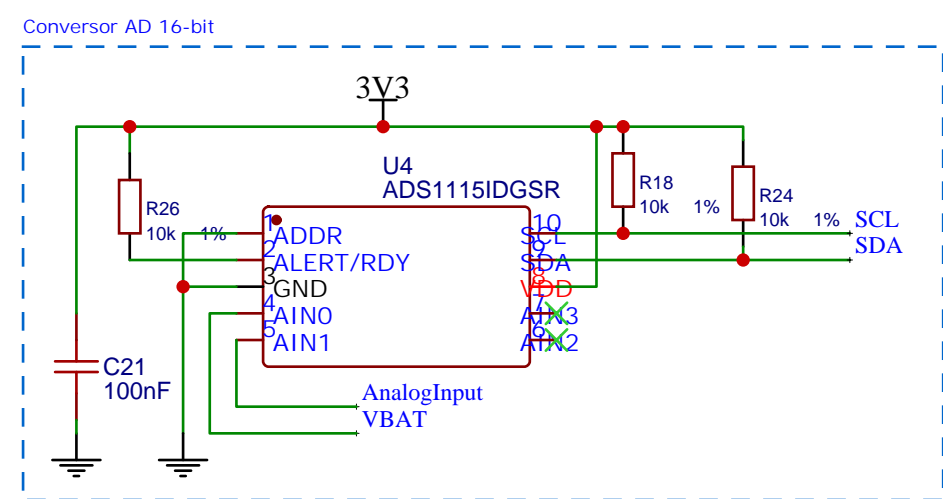 Conversor AD 16-bit
3V3
U4
ADS1115IDGSR
R26
10k 1%
R18
10k 1%
R24
10k 1%
SCL
SDA
1
ADDR
2
ALERT/RDY
3
GND
4
AIN0
5
AIN1
10
SCL
9
SDA
8
VDD
7
AIN3
6
AIN2
C21
100nF
AnalogInput
VBAT